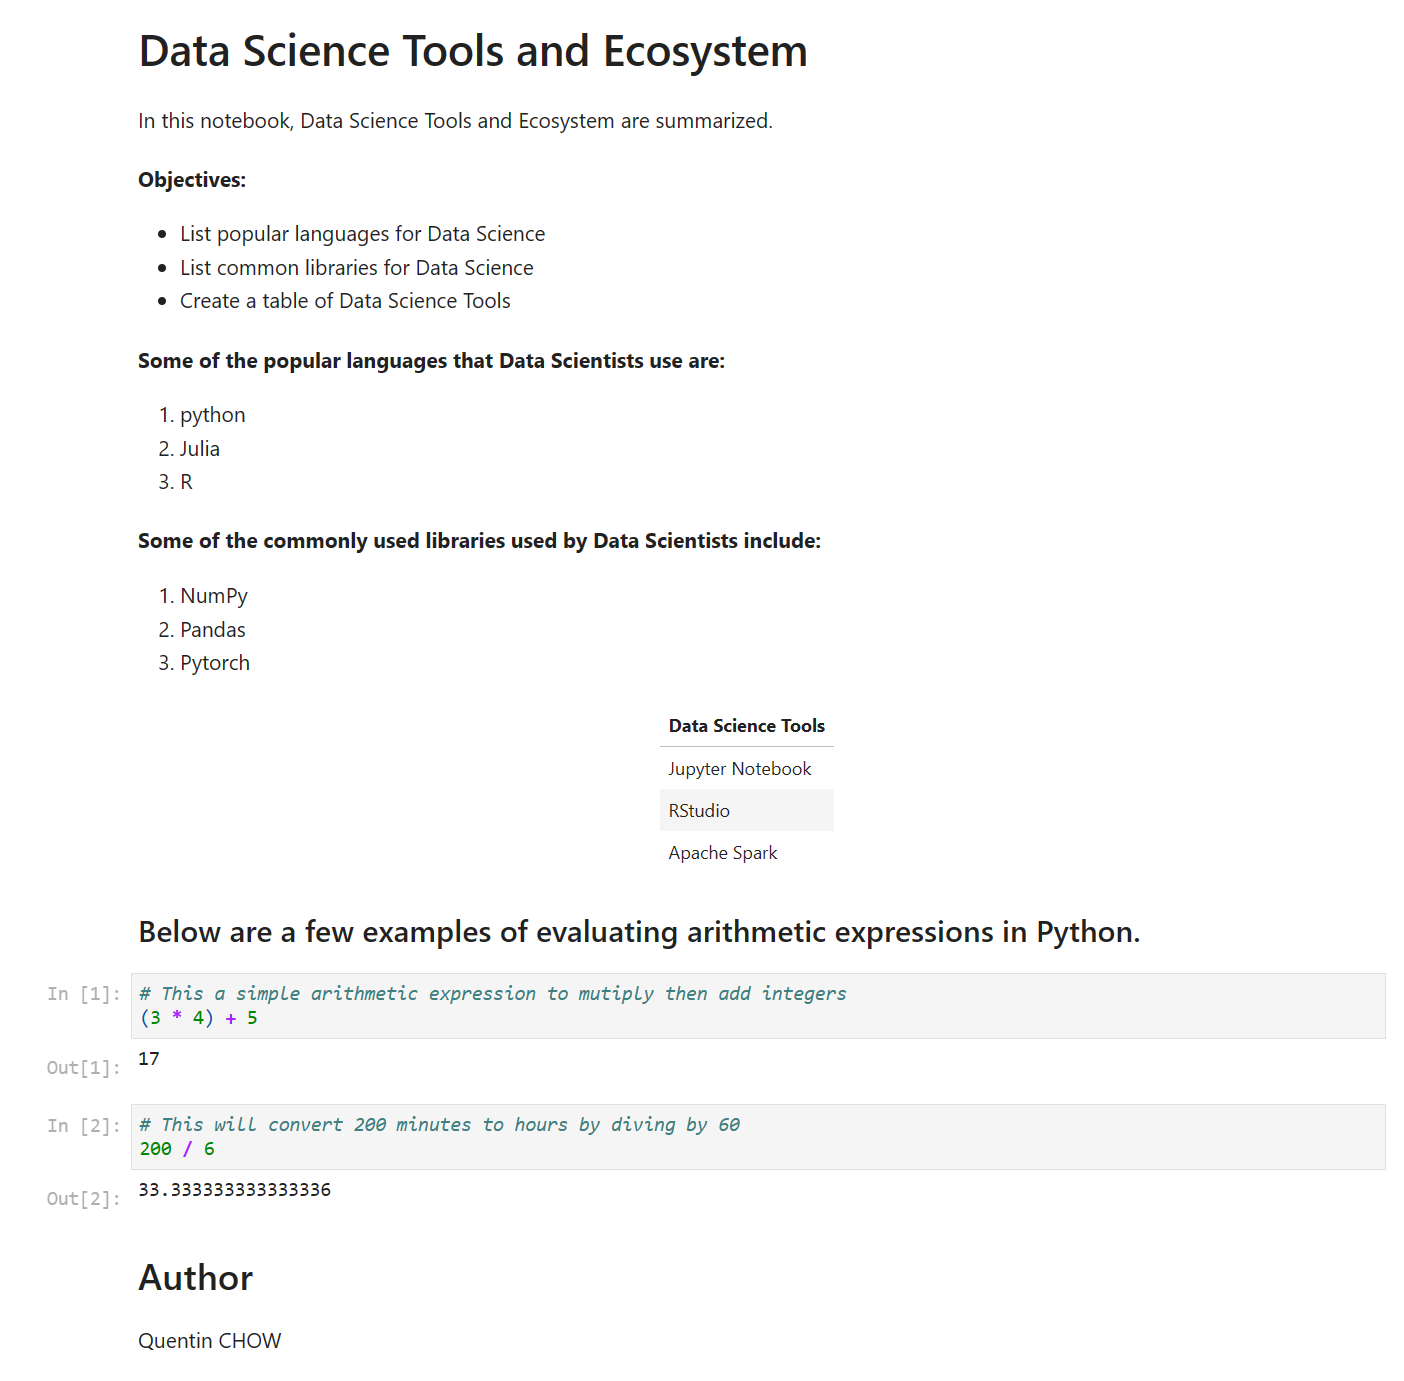 Data Science Tools and Ecosystem
In this notebook, Data Science Tools and Ecosystem are summarized.
Objectives:
• List popular languages for Data Science
• List common libraries for Data Science
• Create a table of Data Science Tools
Some of the popular languages that Data Scientists use are:
1. python
2. Julia
3. R
Some of the commonly used libraries used by Data Scientists include:
1. NumPy
2. Pandas
3. Pytorch
Data Science Tools
Jupyter Notebook
RStudio
Apache Spark
Below are a few examples of evaluating arithmetic expressions in Python.
In [1]: # This a simple arithmetic expression to mutiply then add integers
(3 * 4) + 5
Out[1]: 17
In [2]: # This will convert 200 minutes to hours by diving by 60
200 / 6
Out[2]: 33.333333333333336
Author
Quentin CHOW